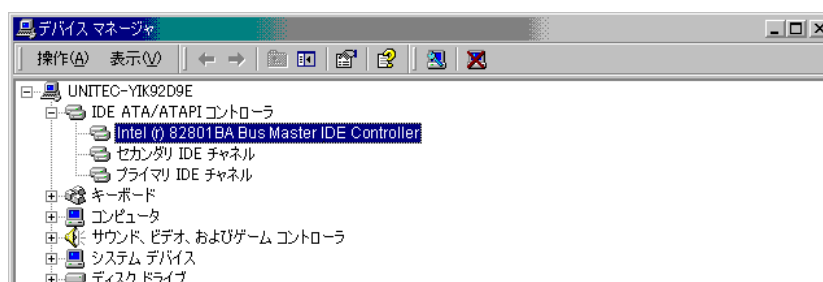 デバイス マネージャ
操作(A) 表示(V)
UNITEC-YIK92D9E
IDE ATA/ATAPI コントローラ
Intel (r) 82801BA Bus Master IDE Controller
セカンダリ IDE チャネル
プライマリ IDE チャネル
キーボード
コンピュータ
サウンド、ビデオ、およびゲーム コントローラ
システム デバイス
ディスク ドライブ